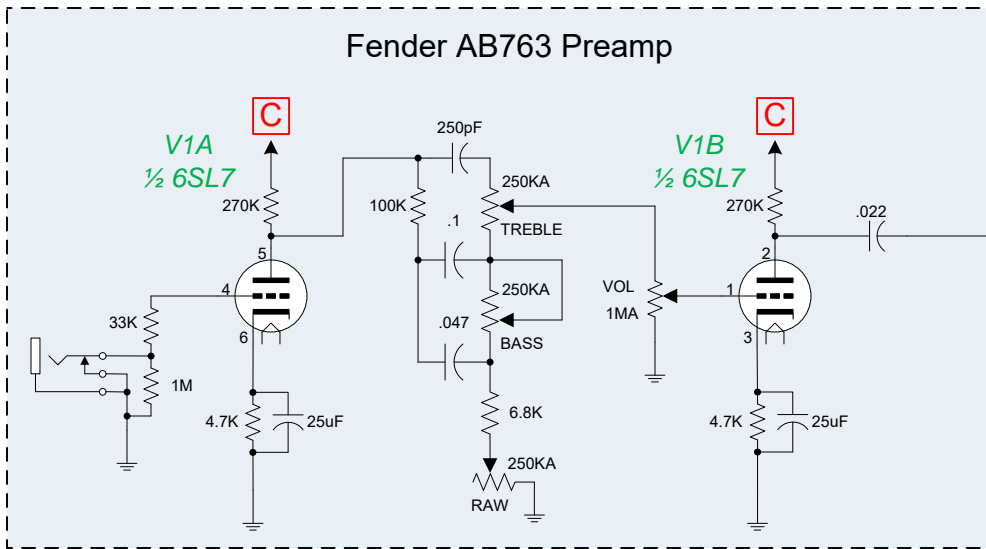 Fender AB763 Preamp
C
V1A
½ 6SL7
270K
5
4
6
33K
1M
4.7K
25uF
250pF
100K
250KA
TREBLE
.1
250KA
BASS
.047
6.8K
250KA
RAW
VOL
1MA
C
V1B
½ 6SL7
270K
2
1
3
.022
4.7K
25uF